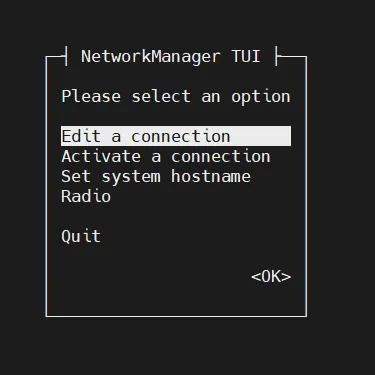 NetworkManager TUI
Please select an option
Edit a connection
Activate a connection
Set system hostname
Radio
Quit
<OK>